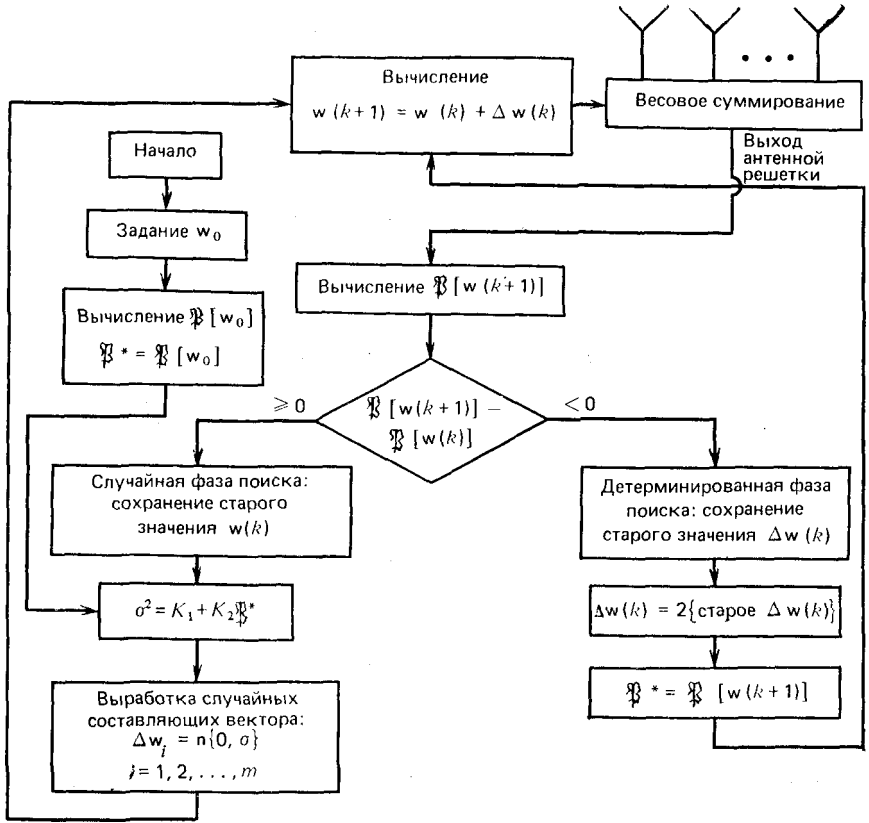 Вычисление
w (k+1) = w (k) + Δ w (k)
Весовое суммирование
Выход
антенной
решетки
Начало
Задание w₀
Вычисление 𝔓 [w₀]
𝔓* = 𝔓 [w₀]
Вычисление 𝔓 [w (k+1)]
⩾ 0
𝔓 [w(k+1)] −
𝔓 [w(k)]
< 0
Случайная фаза поиска:
сохранение старого
значения w(k)
Детерминированная фаза
поиска: сохранение
старого значения Δw (k)
σ² = K₁ + K₂𝔓*
Δw (k) = 2{старое Δ w (k)}
𝔓* = 𝔓 [w (k+1)]
Выработка случайных
составляющих вектора:
Δwᵢ = n{0, σ}
i = 1, 2, . . . , m